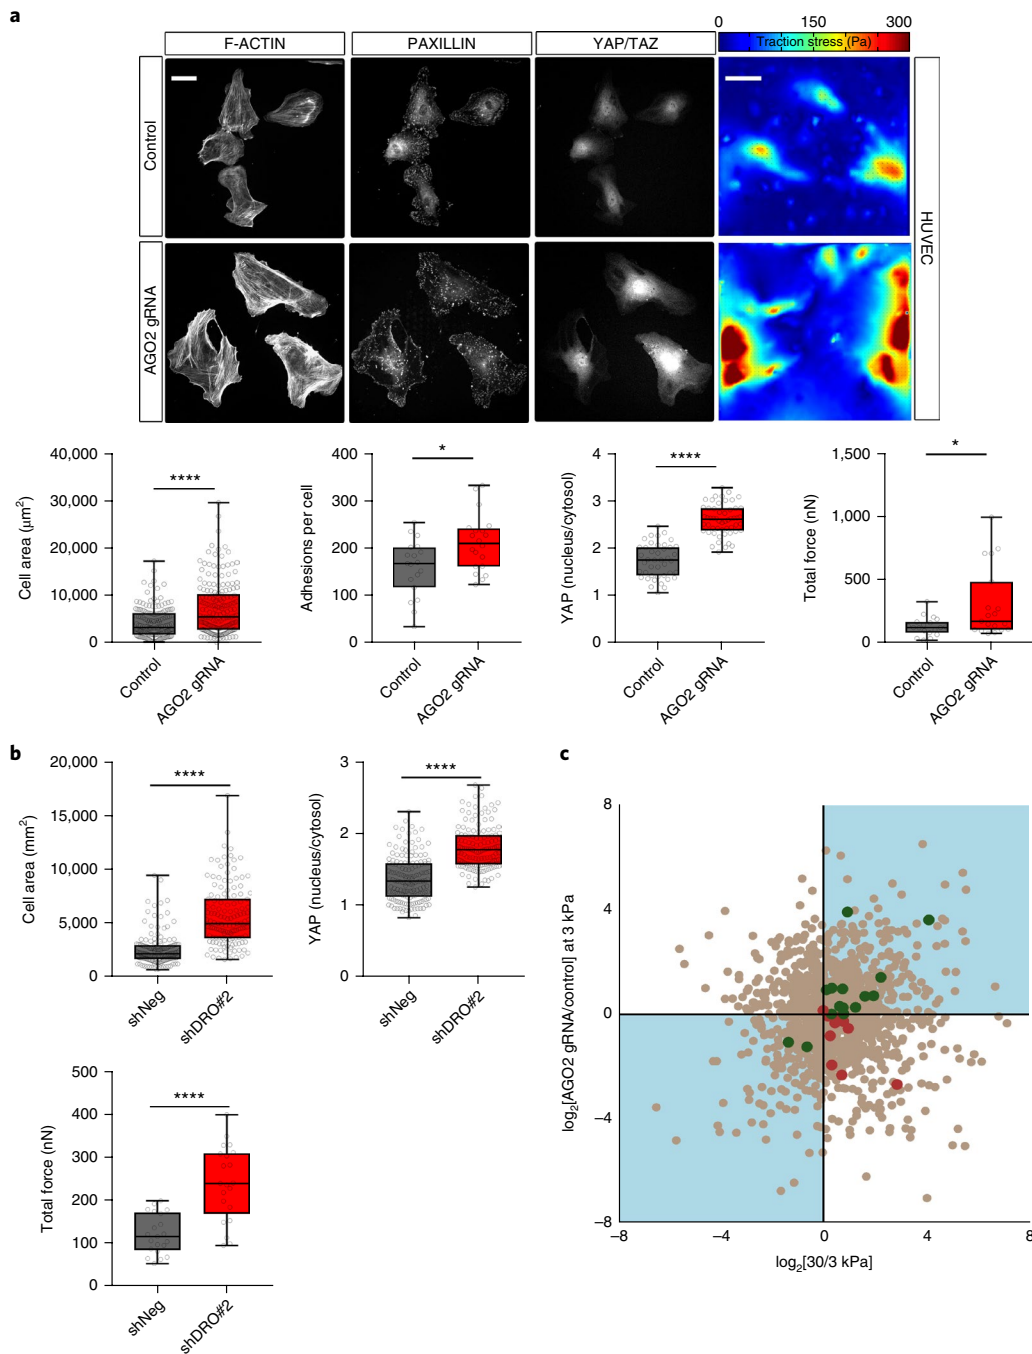 a
0 150 300
Traction stress (Pa)
F-ACTIN PAXILLIN YAP/TAZ
Control
AGO2 gRNA
HUVEC
40,000
30,000
20,000
10,000
0
Cell area (μm²)
****
Control
AGO2 gRNA
400
300
200
100
0
Adhesions per cell
*
Control
AGO2 gRNA
4
3
2
1
0
YAP (nucleus/cytosol)
****
Control
AGO2 gRNA
1,500
1,000
500
0
Total force (nN)
*
Control
AGO2 gRNA
b
20,000
15,000
10,000
5,000
0
Cell area (mm²)
****
shNeg
shDRO#2
3
2
1
0
YAP (nucleus/cytosol)
****
shNeg
shDRO#2
500
400
300
200
100
0
Total force (nN)
****
shNeg
shDRO#2
c
8
4
0
−4
−8
log₂[AGO2 gRNA/control] at 3 kPa
−8 −4 0 4 8
log₂[30/3 kPa]